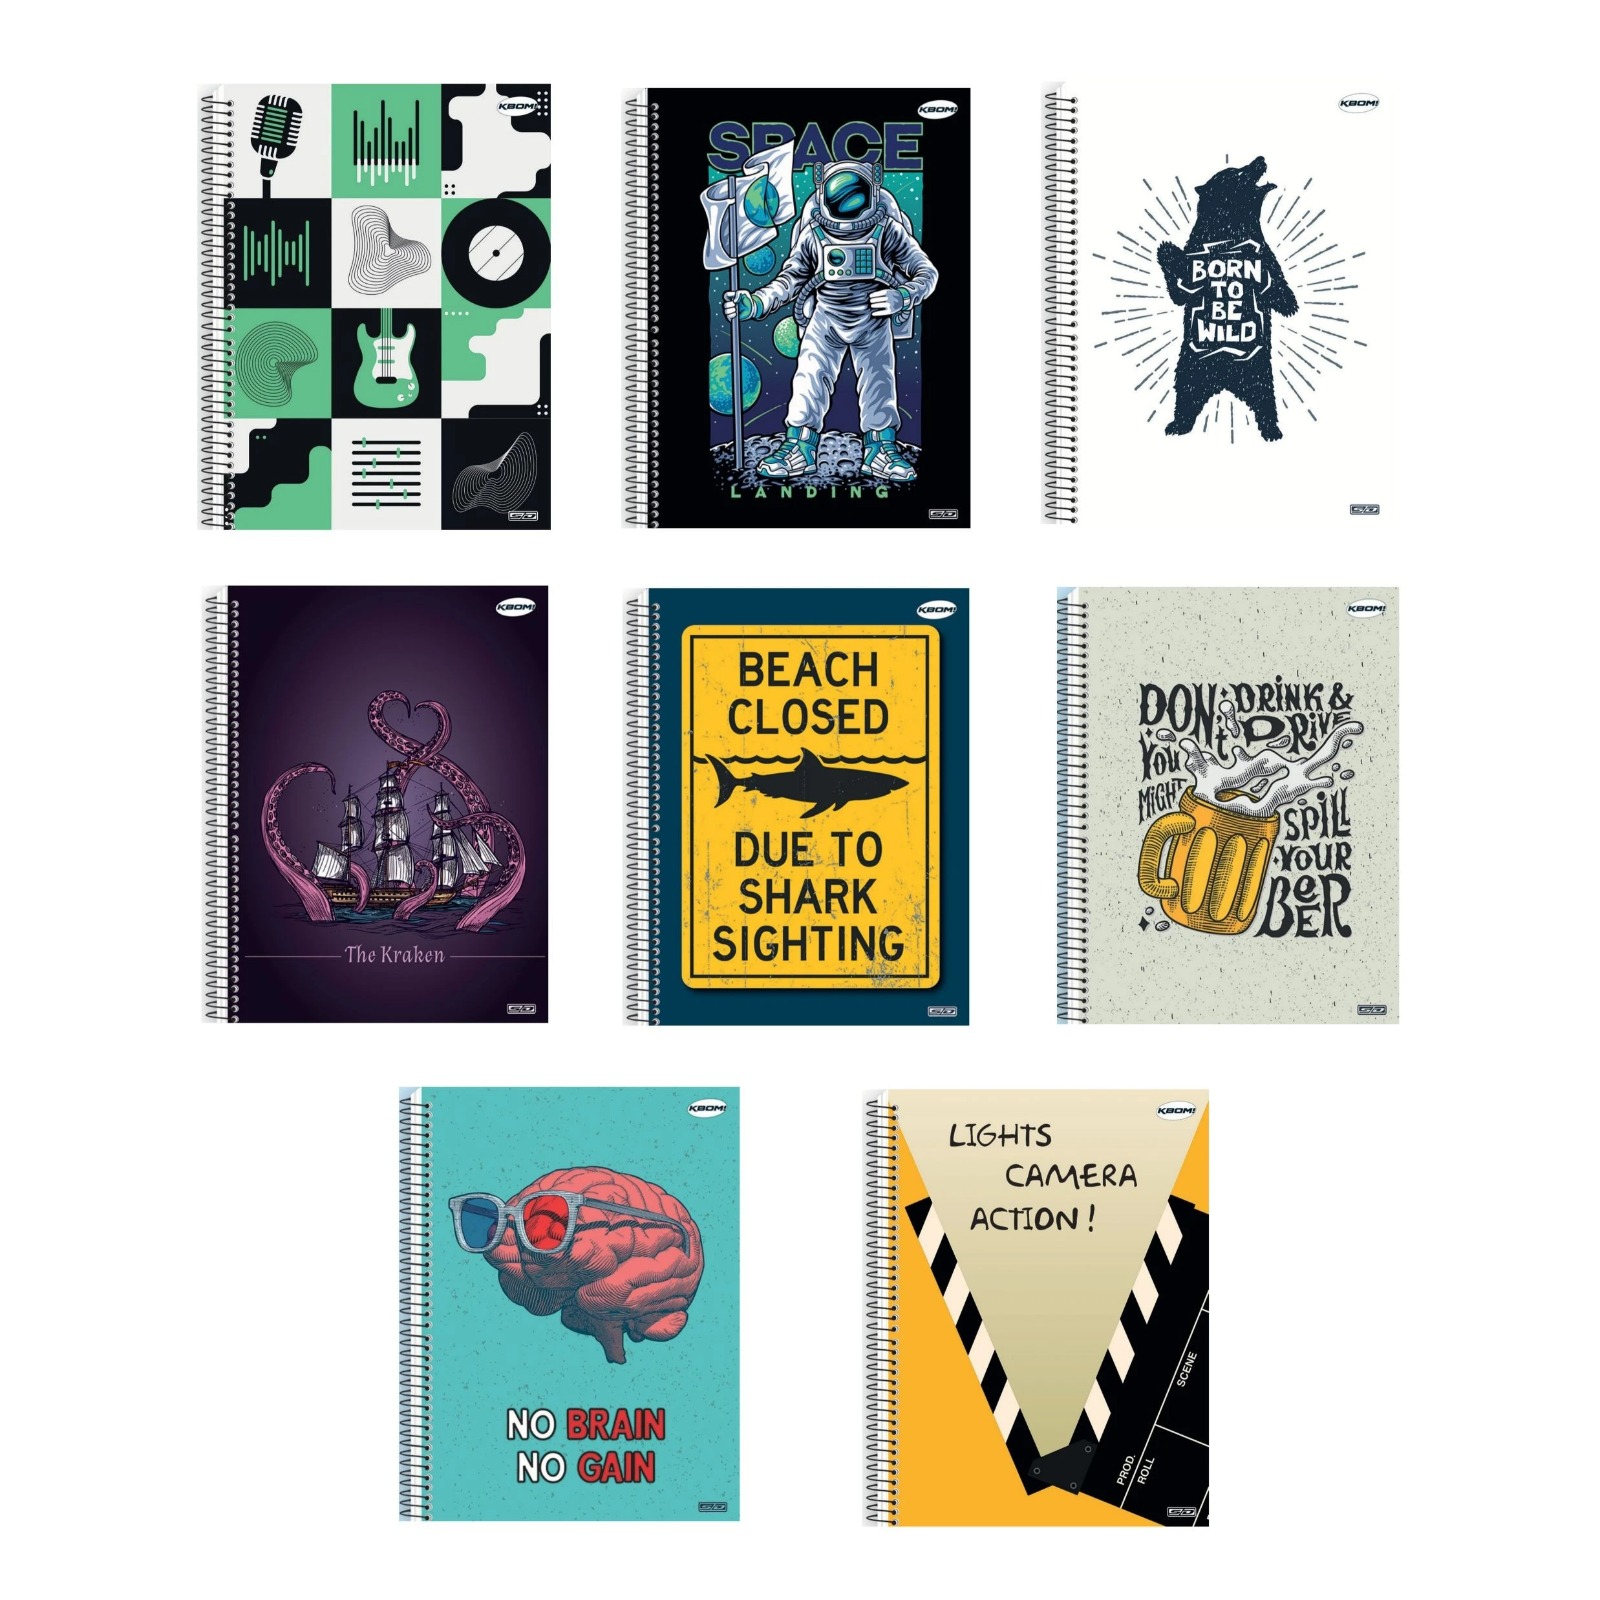 KBOM!
S/D
KBOM!
SPACE
LANDING
S/D
KBOM!
BORN
TO
BE
WILD
S/D
KBOM!
The Kraken
S/D
KBOM!
BEACH
CLOSED
DUE TO
SHARK
SIGHTING
S/D
KBOM!
DON't DRINK &
DRIVE
YOU
MIGHT
SPILL
YOUR
BEER
S/D
KBOM!
NO BRAIN
NO GAIN
S/D
KBOM!
LIGHTS
CAMERA
ACTION!
SCENE
PROD.
ROLL
S/D